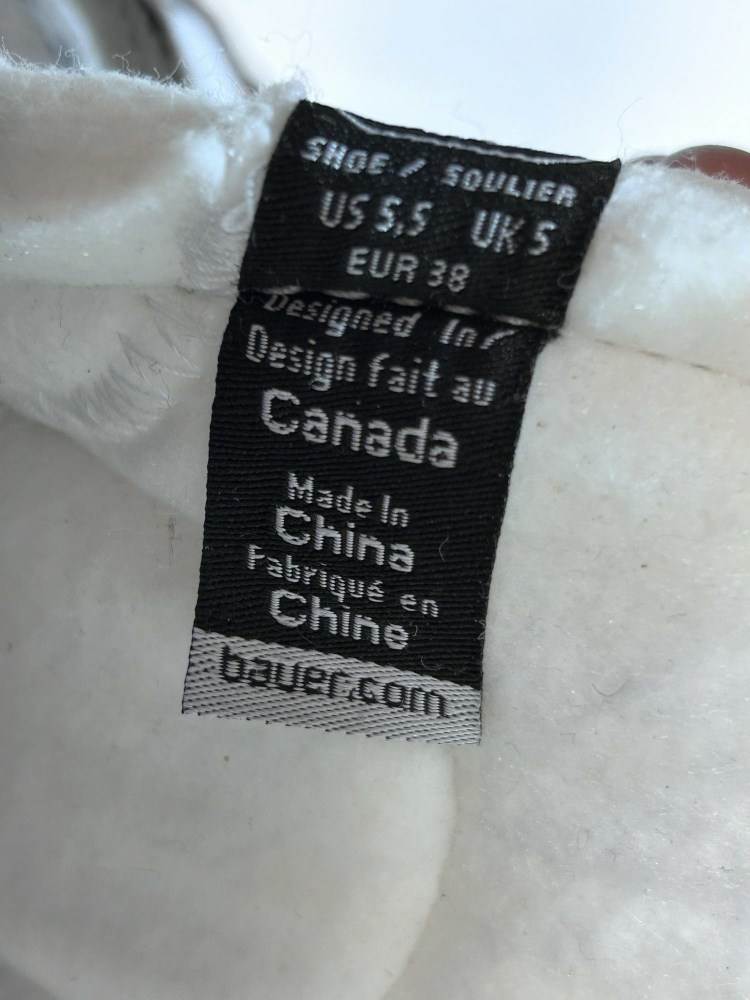 SHOE / SOULIER
US 5,5 UK 5
EUR 38
Designed In/
Design fait au
Canada
Made In
China
Fabriqué en
Chine
bauer.com